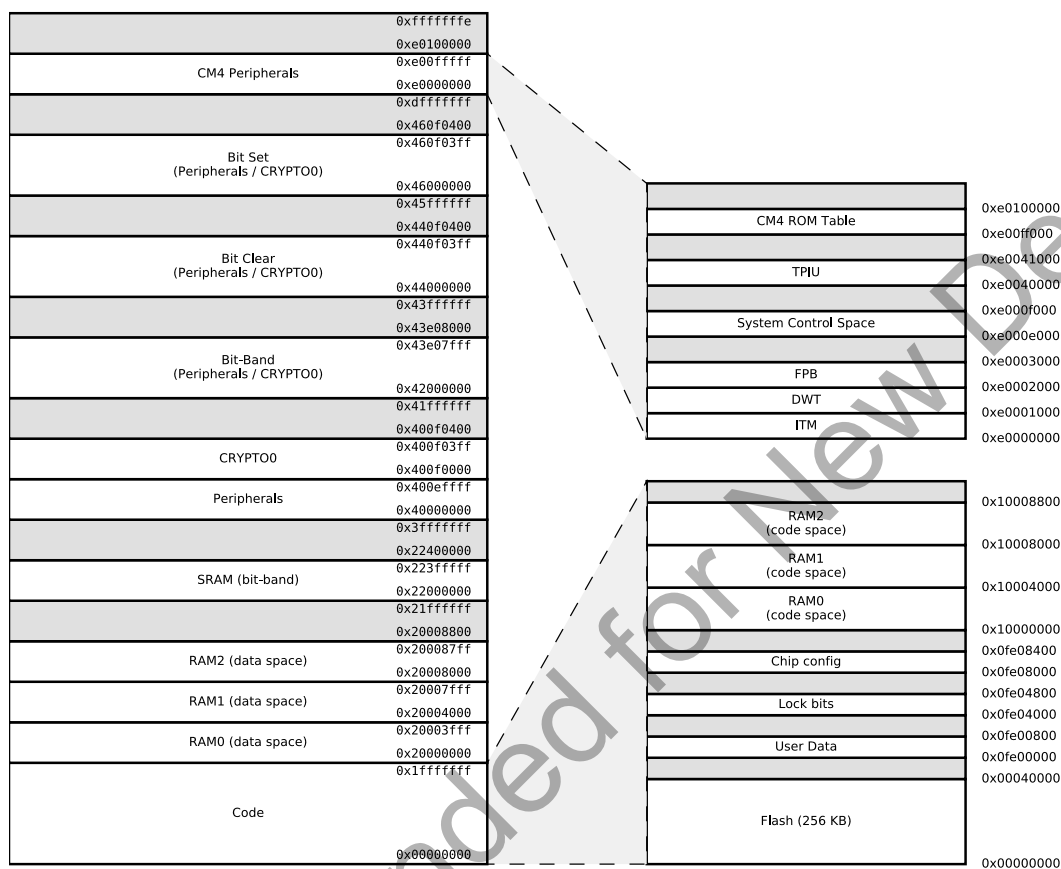 0xfffffffe
0xe0100000
0xe00fffff
CM4 Peripherals
0xe0000000
0xdfffffff
0x460f0400
0x460f03ff
Bit Set
(Peripherals / CRYPTO0)
0x46000000
0x45ffffff
0x440f0400
0x440f03ff
Bit Clear
(Peripherals / CRYPTO0)
0x44000000
0x43ffffff
0x43e08000
0x43e07fff
Bit-Band
(Peripherals / CRYPTO0)
0x42000000
0x41ffffff
0x400f0400
0x400f03ff
CRYPTO0
0x400f0000
0x400effff
Peripherals
0x40000000
0x3fffffff
0x22400000
0x223fffff
SRAM (bit-band)
0x22000000
0x21ffffff
0x20008800
0x200087ff
RAM2 (data space)
0x20008000
0x20007fff
RAM1 (data space)
0x20004000
0x20003fff
RAM0 (data space)
0x20000000
0x1fffffff
Code
0x00000000
0xe0100000
CM4 ROM Table
0xe00ff000
0xe0041000
TPIU
0xe0040000
0xe000f000
System Control Space
0xe000e000
0xe0003000
FPB
0xe0002000
DWT
0xe0001000
ITM
0xe0000000
0x10008800
RAM2
(code space)
0x10008000
RAM1
(code space)
0x10004000
RAM0
(code space)
0x10000000
0x0fe08400
Chip config
0x0fe08000
0x0fe04800
Lock bits
0x0fe04000
0x0fe00800
User Data
0x0fe00000
0x00040000
Flash (256 KB)
0x00000000
nded for New De